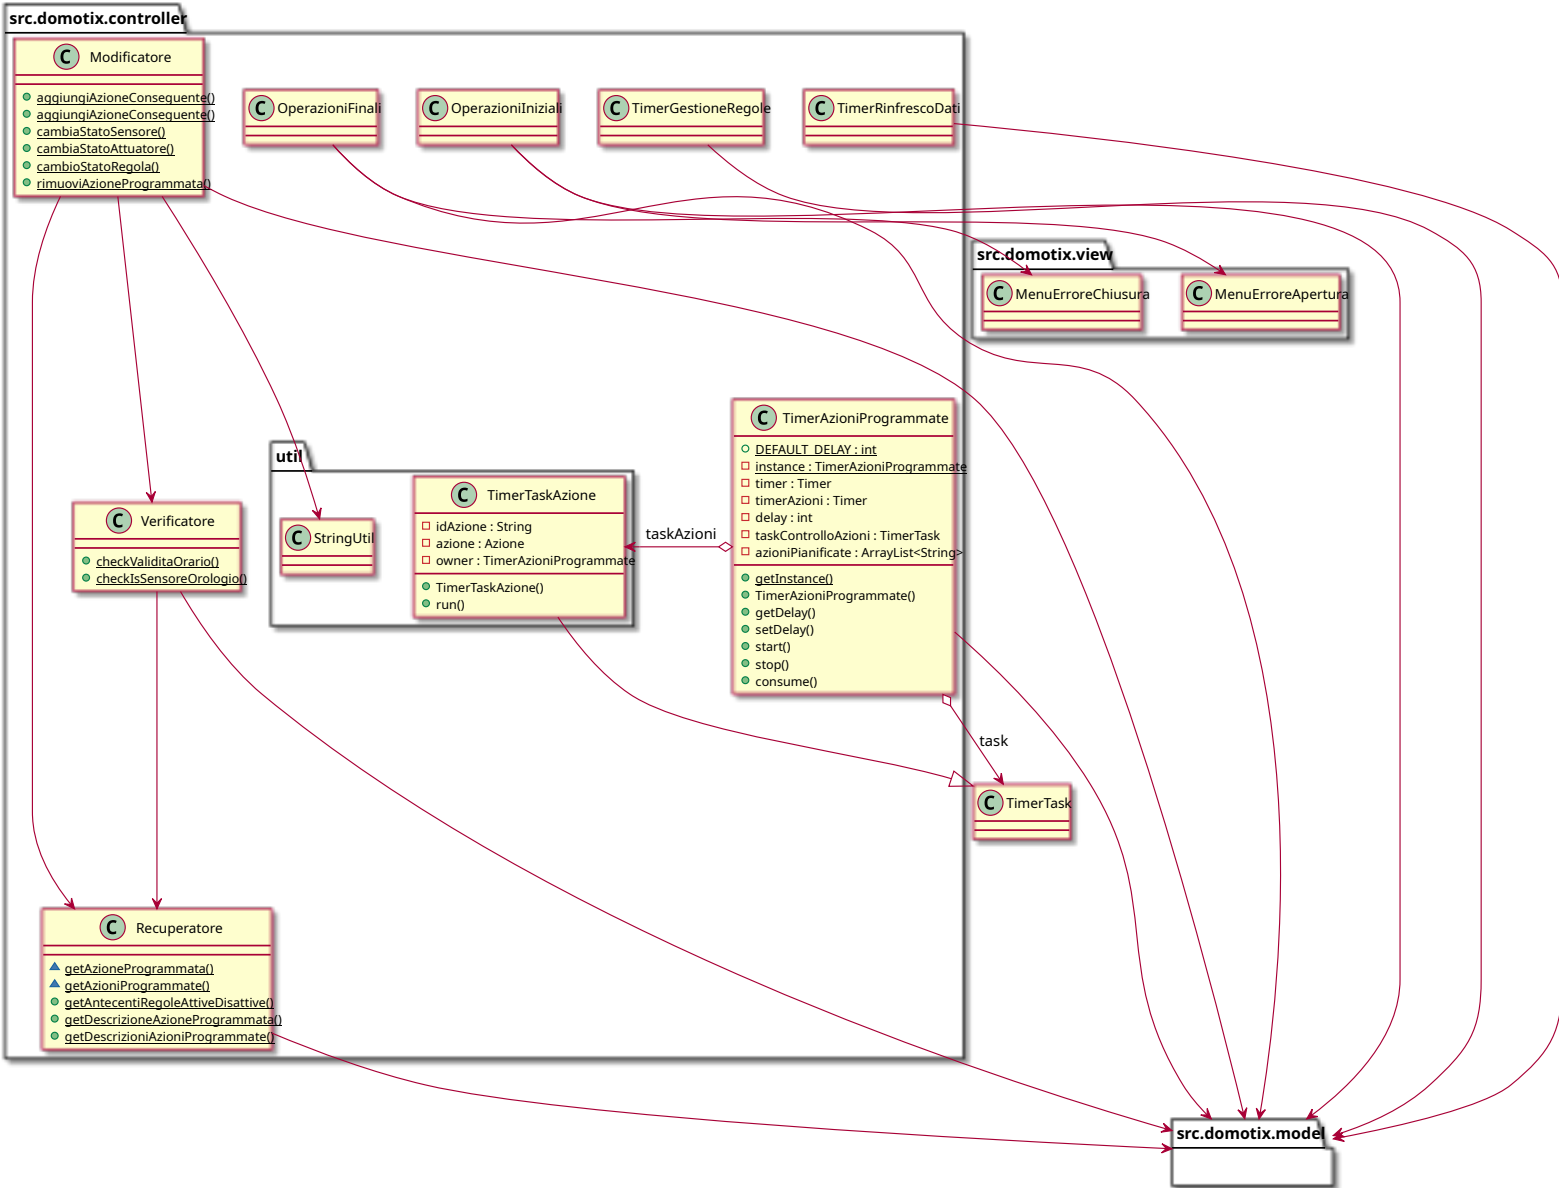 src.domotix.controller
C Modificatore
aggiungiAzioneConseguente()
aggiungiAzioneConseguente()
cambiaStatoSensore()
cambiaStatoAttuatore()
cambioStatoRegola()
rimuoviAzioneProgrammata()
C OperazioniFinali
C OperazioniIniziali
C TimerGestioneRegole
C TimerRinfrescoDati
src.domotix.view
C MenuErroreChiusura
C MenuErroreApertura
C TimerAzioniProgrammate
DEFAULT_DELAY : int
instance : TimerAzioniProgrammate
timer : Timer
timerAzioni : Timer
delay : int
taskControlloAzioni : TimerTask
azioniPianificate : ArrayList<String>
getInstance()
TimerAzioniProgrammate()
getDelay()
setDelay()
start()
stop()
consume()
util
C StringUtil
C TimerTaskAzione
idAzione : String
azione : Azione
owner : TimerAzioniProgrammate
TimerTaskAzione()
run()
taskAzioni
C Verificatore
checkValiditaOrario()
checkIsSensoreOrologio()
task
C TimerTask
C Recuperatore
getAzioneProgrammata()
getAzioniProgrammate()
getAntecentiRegoleAttiveDisattive()
getDescrizioneAzioneProgrammata()
getDescrizioniAzioniProgrammate()
src.domotix.model